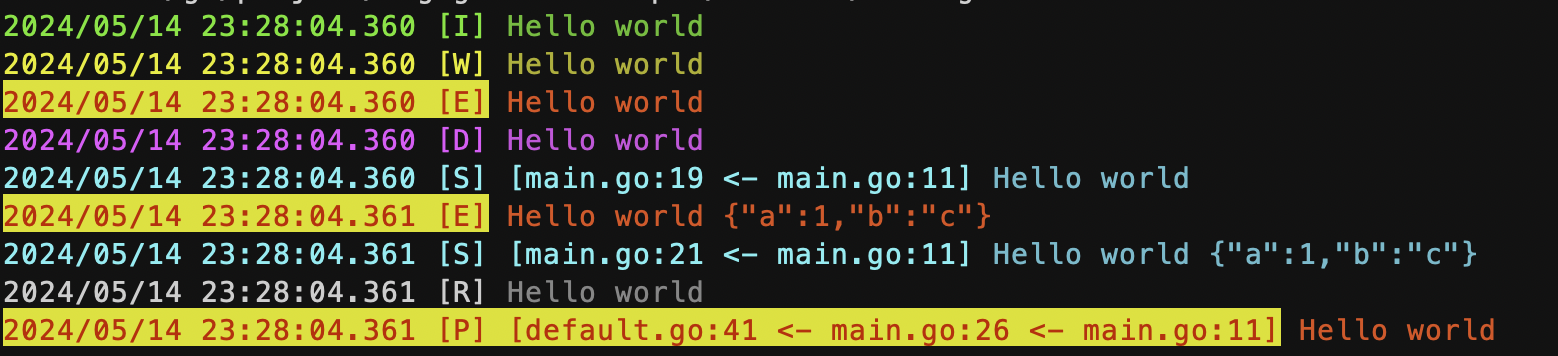 2024/05/14 23:28:04.360 [I] Hello world
2024/05/14 23:28:04.360 [W] Hello world
2024/05/14 23:28:04.360 [E] Hello world
2024/05/14 23:28:04.360 [D] Hello world
2024/05/14 23:28:04.360 [S] [main.go:19 <- main.go:11] Hello world
2024/05/14 23:28:04.361 [E] Hello world {"a":1,"b":"c"}
2024/05/14 23:28:04.361 [S] [main.go:21 <- main.go:11] Hello world {"a":1,"b":"c"}
2024/05/14 23:28:04.361 [R] Hello world
2024/05/14 23:28:04.361 [P] [default.go:41 <- main.go:26 <- main.go:11] Hello world